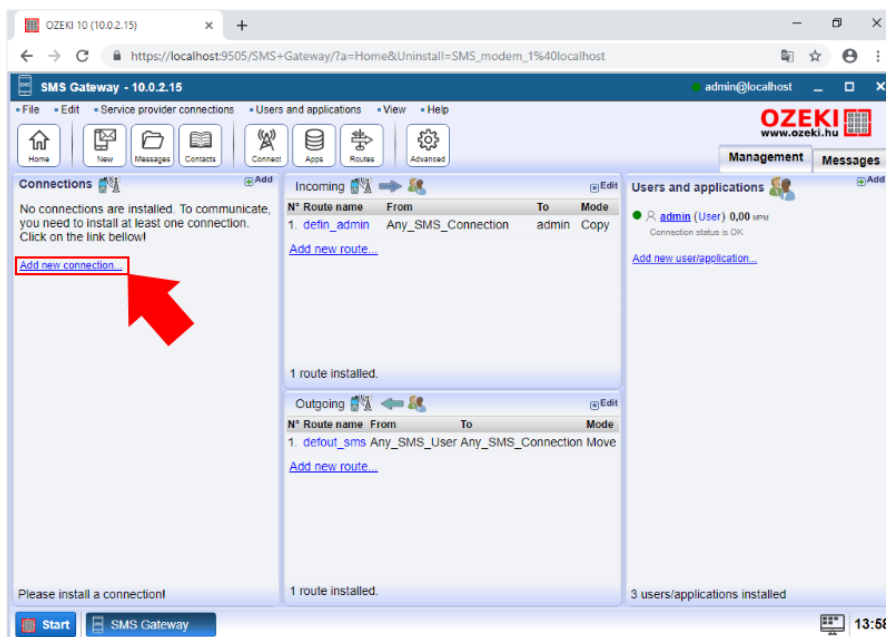 OZEKI 10 (10.0.2.15)
https://localhost:9505/SMS+Gateway/?a=Home&Uninstall=SMS_modem_1%40localhost
SMS Gateway - 10.0.2.15
admin@localhost
File Edit Service provider connections Users and applications View Help
OZEKI
www.ozeki.hu
Home New Messages Contacts Connect Apps Routes Advanced
Management Messages
Connections Add
No connections are installed. To communicate,
you need to install at least one connection.
Click on the link bellow!
Add new connection...
Please install a connection!
Incoming Edit
N° Route name From To Mode
1. defin_admin Any_SMS_Connection admin Copy
Add new route...
1 route installed.
Outgoing Edit
N° Route name From To Mode
1. defout_sms Any_SMS_User Any_SMS_Connection Move
Add new route...
1 route installed.
Users and applications Add
admin (User) 0,00 MPM
Connection status is OK
Add new user/application...
3 users/applications installed
Start SMS Gateway 13:58